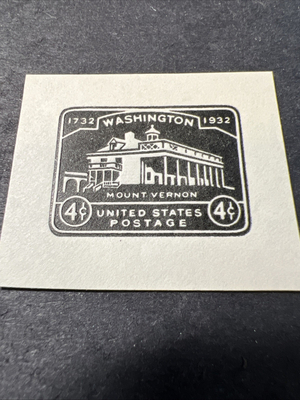 1732 WASHINGTON 1932
MOUNT VERNON
4¢ UNITED STATES 4¢
POSTAGE